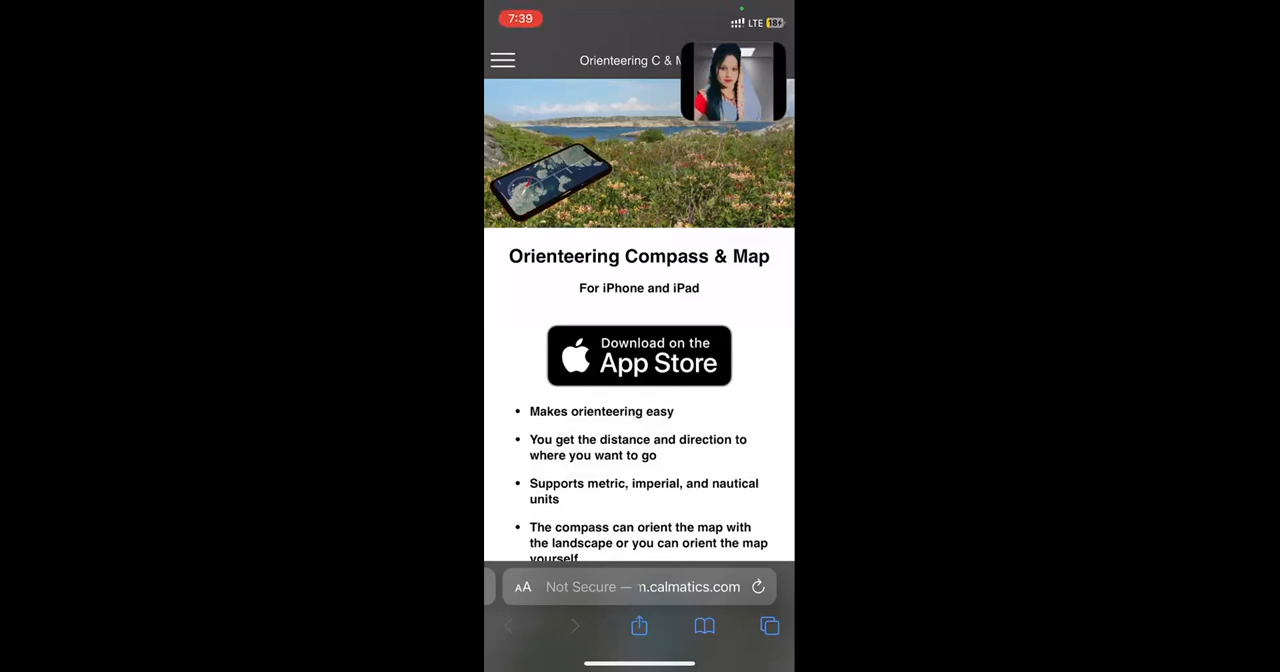 7:39
LTE 18
Orienteering C & M
Orienteering Compass & Map
For iPhone and iPad
Download on the
App Store
• Makes orienteering easy
• You get the distance and direction to
where you want to go
• Supports metric, imperial, and nautical
units
• The compass can orient the map with
the landscape or you can orient the map
yourself
AA Not Secure — m.calmatics.com